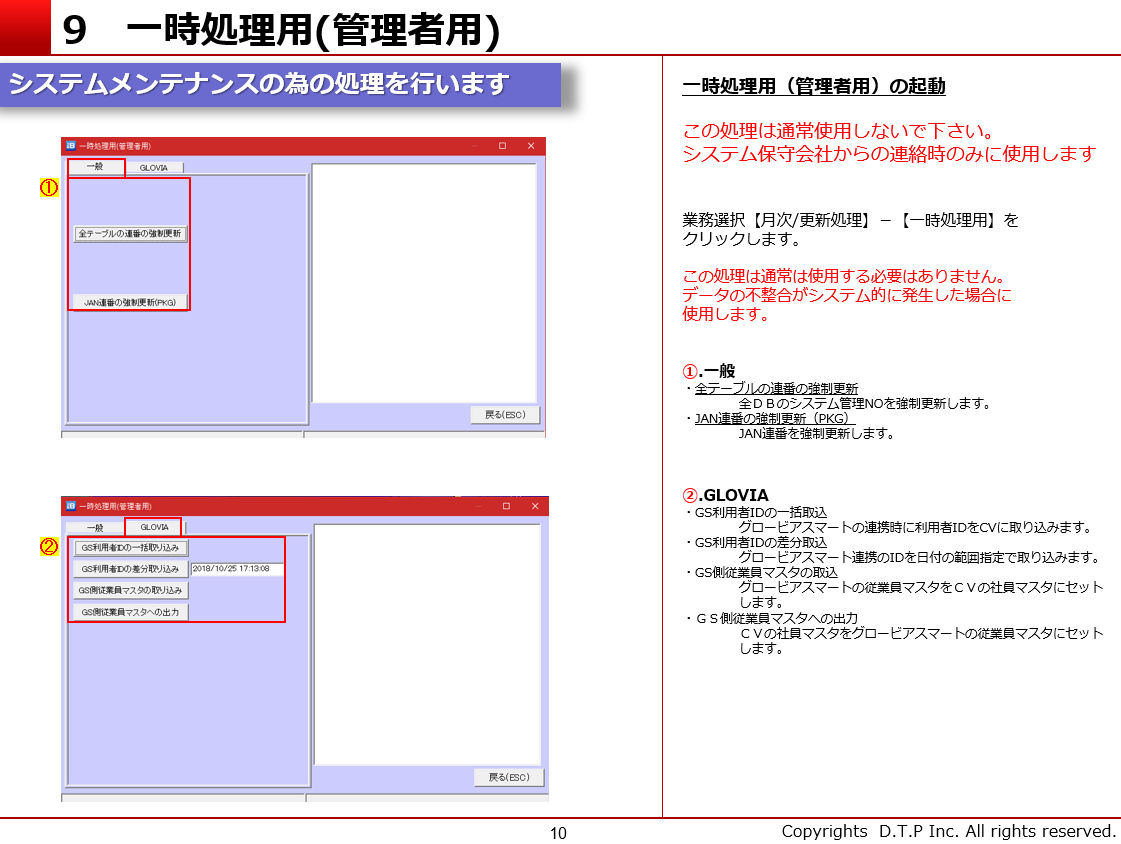 9　一時処理用(管理者用)
システムメンテナンスの為の処理を行います
一時処理用(管理者用)
一般
GLOVIA
①
全テーブルの連番の強制更新
JAN連番の強制更新(PKG)
戻る(ESC)
一時処理用(管理者用)
一般
GLOVIA
②
GS利用者IDの一括取り込み
GS利用者IDの差分取り込み
2018/10/25 17:13:08
GS側従業員マスタの取り込み
GS側従業員マスタへの出力
戻る(ESC)
一時処理用（管理者用）の起動
この処理は通常使用しないで下さい。
システム保守会社からの連絡時のみに使用します
業務選択【月次/更新処理】－【一時処理用】を
クリックします。
この処理は通常は使用する必要はありません。
データの不整合がシステム的に発生した場合に
使用します。
①.一般
・全テーブルの連番の強制更新
全ＤＢのシステム管理NOを強制更新します。
・JAN連番の強制更新（PKG）
JAN連番を強制更新します。
②.GLOVIA
・GS利用者IDの一括取込
グロービアスマートの連携時に利用者IDをCVに取り込みます。
・GS利用者IDの差分取込
グロービアスマート連携のIDを日付の範囲指定で取り込みます。
・GS側従業員マスタの取込
グロービアスマートの従業員マスタをＣＶの社員マスタにセット
します。
・ＧＳ側従業員マスタへの出力
ＣＶの社員マスタをグロービアスマートの従業員マスタにセット
します。
10
Copyrights  D.T.P Inc. All rights reserved.